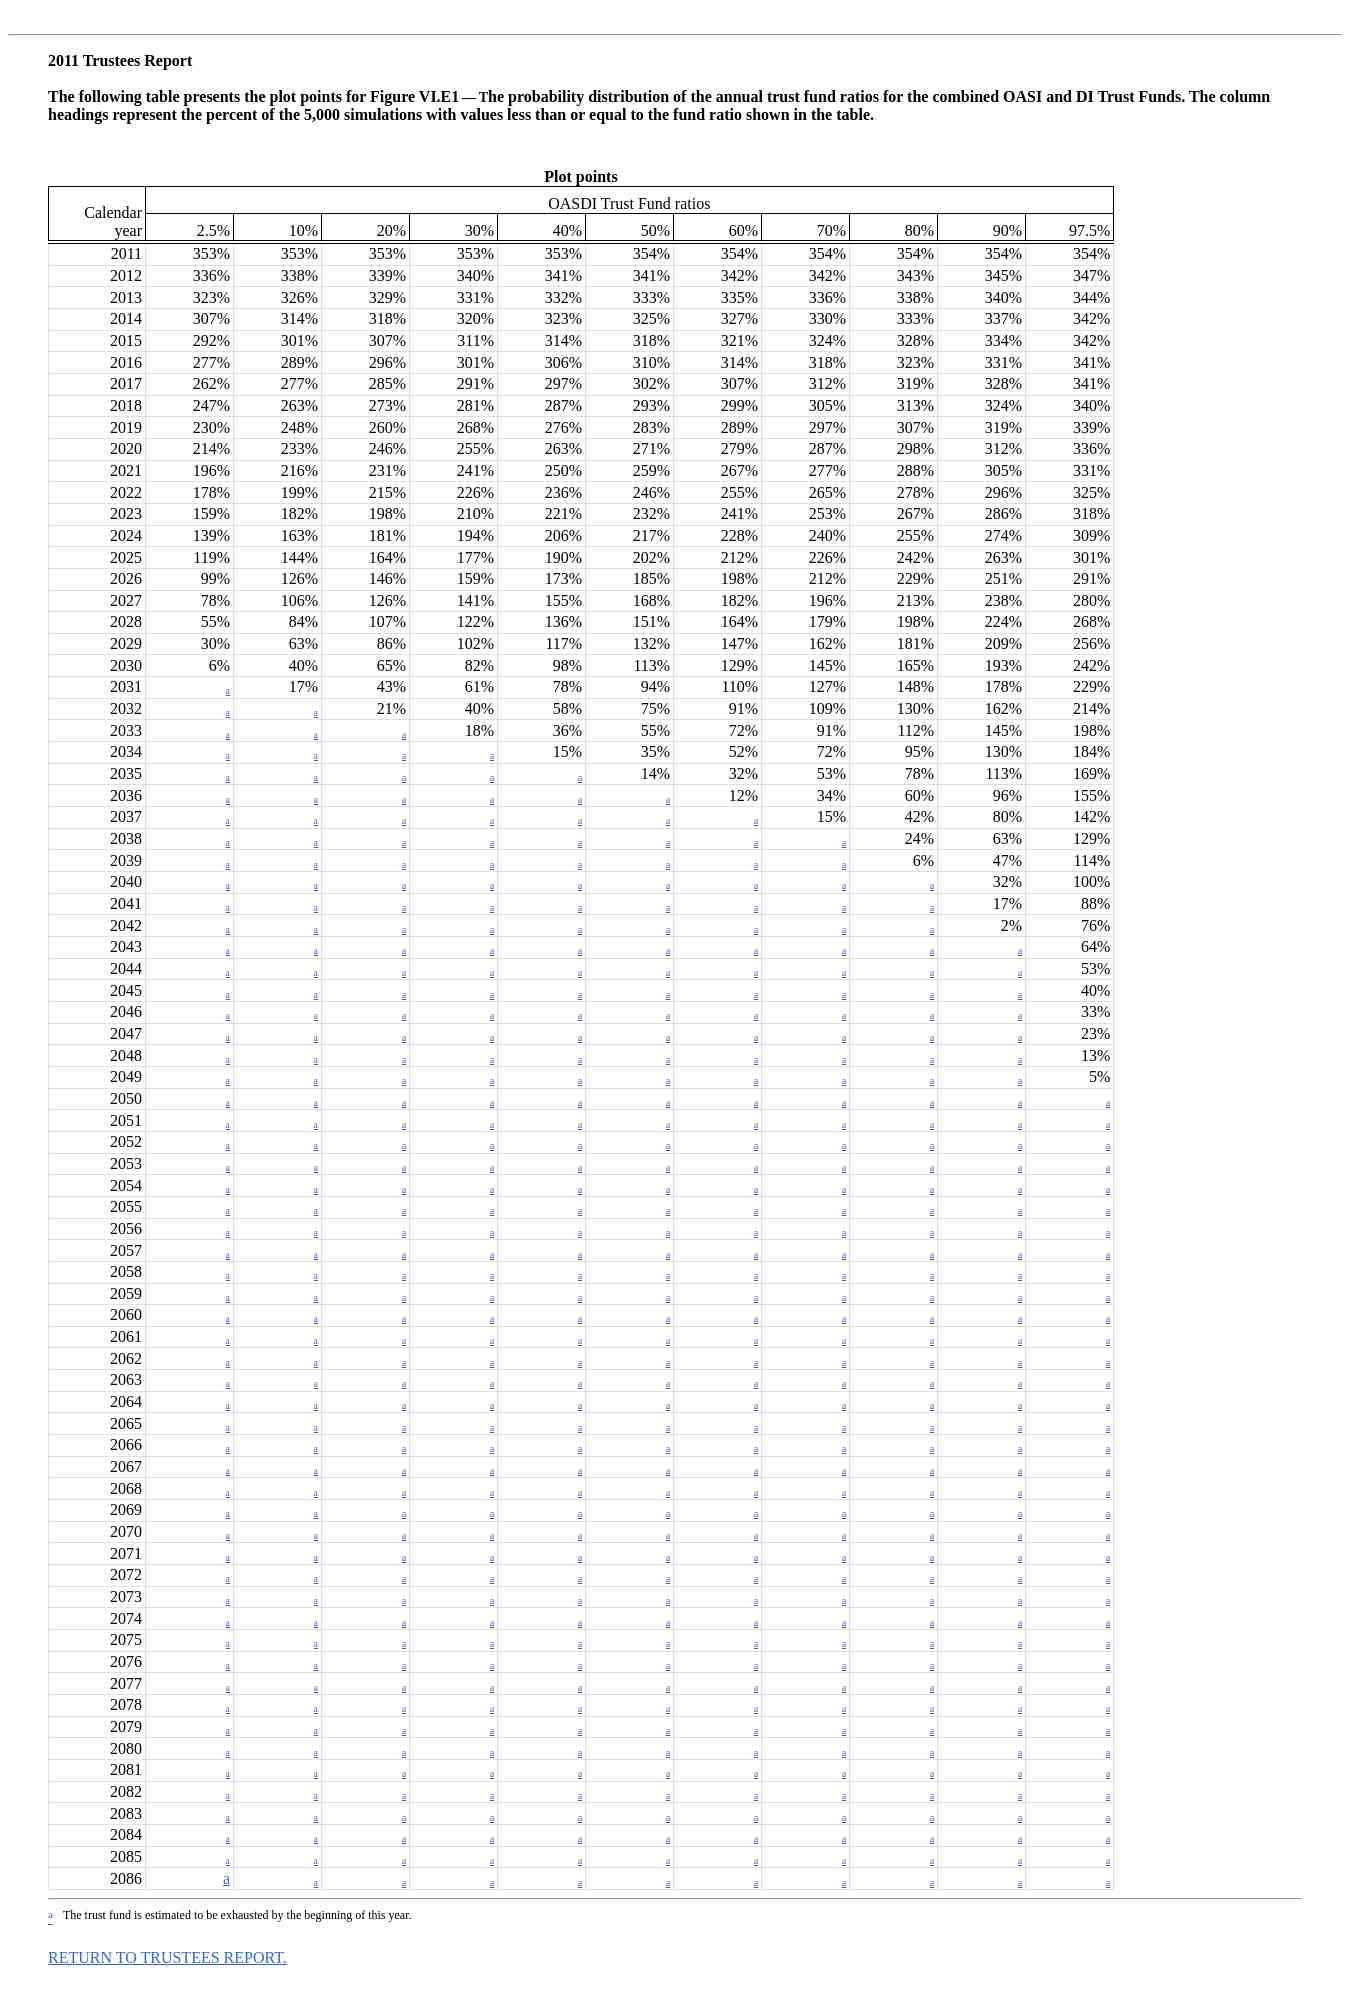 2011 Trustees Report
The following table presents the plot points for Figure VI.E1 — The probability distribution of the annual trust fund ratios for the combined OASI and DI Trust Funds. The column
headings represent the percent of the 5,000 simulations with values less than or equal to the fund ratio shown in the table.
Plot points
Calendar year OASDI Trust Fund ratios
2.5% 10% 20% 30% 40% 50% 60% 70% 80% 90% 97.5%
2011 353% 353% 353% 353% 353% 354% 354% 354% 354% 354% 354%
2012 336% 338% 339% 340% 341% 341% 342% 342% 343% 345% 347%
2013 323% 326% 329% 331% 332% 333% 335% 336% 338% 340% 344%
2014 307% 314% 318% 320% 323% 325% 327% 330% 333% 337% 342%
2015 292% 301% 307% 311% 314% 318% 321% 324% 328% 334% 342%
2016 277% 289% 296% 301% 306% 310% 314% 318% 323% 331% 341%
2017 262% 277% 285% 291% 297% 302% 307% 312% 319% 328% 341%
2018 247% 263% 273% 281% 287% 293% 299% 305% 313% 324% 340%
2019 230% 248% 260% 268% 276% 283% 289% 297% 307% 319% 339%
2020 214% 233% 246% 255% 263% 271% 279% 287% 298% 312% 336%
2021 196% 216% 231% 241% 250% 259% 267% 277% 288% 305% 331%
2022 178% 199% 215% 226% 236% 246% 255% 265% 278% 296% 325%
2023 159% 182% 198% 210% 221% 232% 241% 253% 267% 286% 318%
2024 139% 163% 181% 194% 206% 217% 228% 240% 255% 274% 309%
2025 119% 144% 164% 177% 190% 202% 212% 226% 242% 263% 301%
2026 99% 126% 146% 159% 173% 185% 198% 212% 229% 251% 291%
2027 78% 106% 126% 141% 155% 168% 182% 196% 213% 238% 280%
2028 55% 84% 107% 122% 136% 151% 164% 179% 198% 224% 268%
2029 30% 63% 86% 102% 117% 132% 147% 162% 181% 209% 256%
2030 6% 40% 65% 82% 98% 113% 129% 145% 165% 193% 242%
2031 a 17% 43% 61% 78% 94% 110% 127% 148% 178% 229%
2032 a a 21% 40% 58% 75% 91% 109% 130% 162% 214%
2033 a a a 18% 36% 55% 72% 91% 112% 145% 198%
2034 a a a a 15% 35% 52% 72% 95% 130% 184%
2035 a a a a a 14% 32% 53% 78% 113% 169%
2036 a a a a a a 12% 34% 60% 96% 155%
2037 a a a a a a a 15% 42% 80% 142%
2038 a a a a a a a a 24% 63% 129%
2039 a a a a a a a a 6% 47% 114%
2040 a a a a a a a a a 32% 100%
2041 a a a a a a a a a 17% 88%
2042 a a a a a a a a a 2% 76%
2043 a a a a a a a a a a 64%
2044 a a a a a a a a a a 53%
2045 a a a a a a a a a a 40%
2046 a a a a a a a a a a 33%
2047 a a a a a a a a a a 23%
2048 a a a a a a a a a a 13%
2049 a a a a a a a a a a 5%
2050 a a a a a a a a a a a
2051 a a a a a a a a a a a
2052 a a a a a a a a a a a
2053 a a a a a a a a a a a
2054 a a a a a a a a a a a
2055 a a a a a a a a a a a
2056 a a a a a a a a a a a
2057 a a a a a a a a a a a
2058 a a a a a a a a a a a
2059 a a a a a a a a a a a
2060 a a a a a a a a a a a
2061 a a a a a a a a a a a
2062 a a a a a a a a a a a
2063 a a a a a a a a a a a
2064 a a a a a a a a a a a
2065 a a a a a a a a a a a
2066 a a a a a a a a a a a
2067 a a a a a a a a a a a
2068 a a a a a a a a a a a
2069 a a a a a a a a a a a
2070 a a a a a a a a a a a
2071 a a a a a a a a a a a
2072 a a a a a a a a a a a
2073 a a a a a a a a a a a
2074 a a a a a a a a a a a
2075 a a a a a a a a a a a
2076 a a a a a a a a a a a
2077 a a a a a a a a a a a
2078 a a a a a a a a a a a
2079 a a a a a a a a a a a
2080 a a a a a a a a a a a
2081 a a a a a a a a a a a
2082 a a a a a a a a a a a
2083 a a a a a a a a a a a
2084 a a a a a a a a a a a
2085 a a a a a a a a a a a
2086 a a a a a a a a a a a
a The trust fund is estimated to be exhausted by the beginning of this year.
RETURN TO TRUSTEES REPORT.